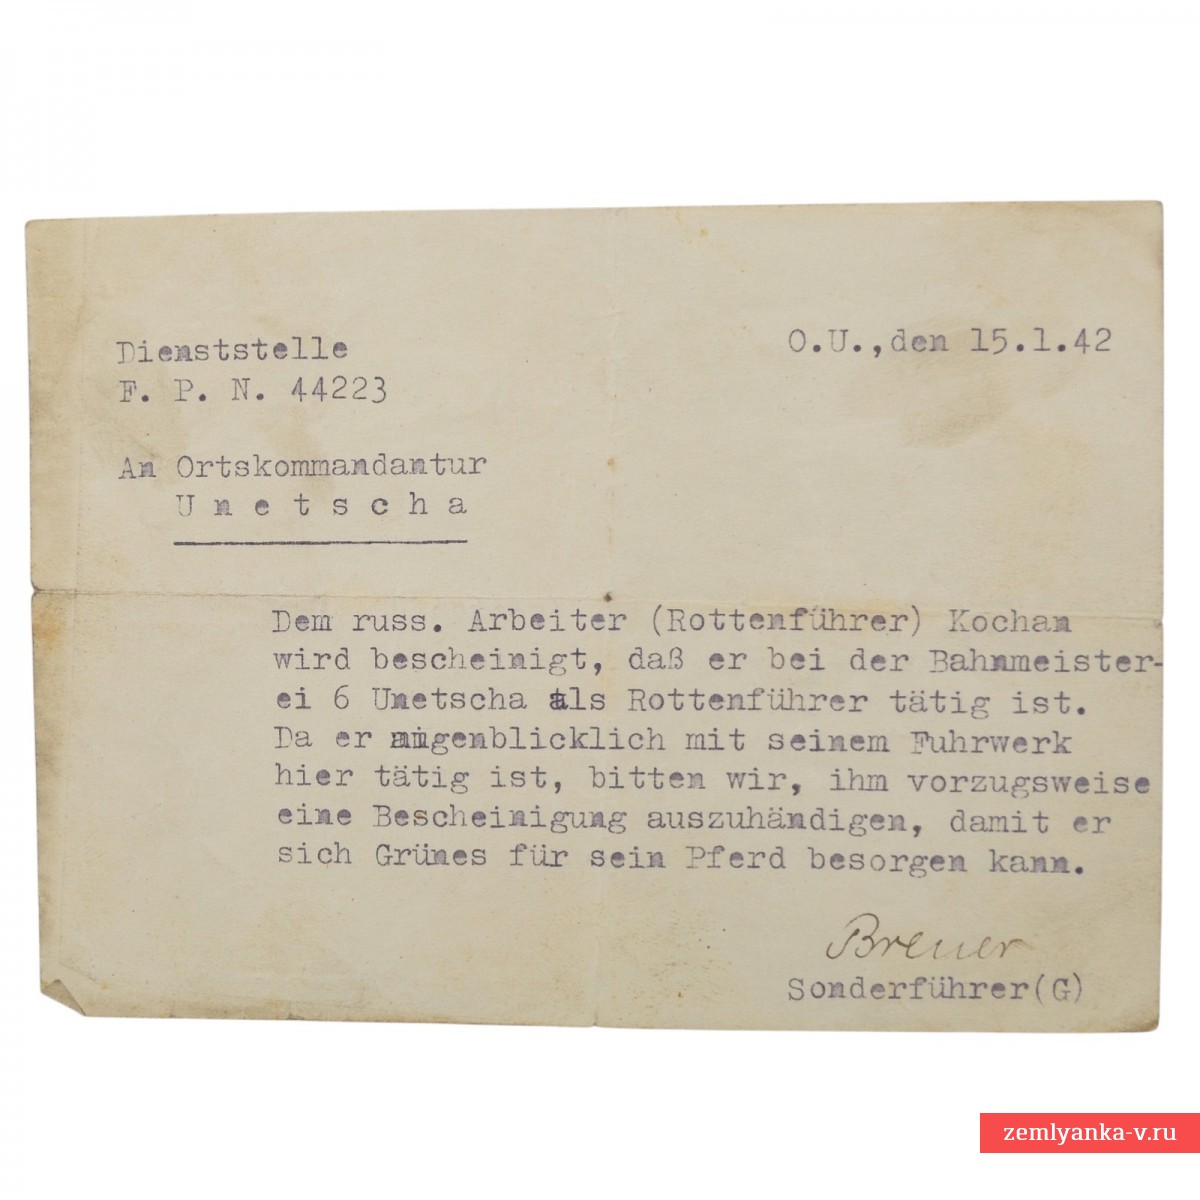 Dienststelle
F. P. N. 44223
O.U.,den 15.1.42
An Ortskommandantur
U n e t s c h a
Dem russ. Arbeiter (Rottenführer) Kochan
wird bescheinigt, daß er bei der Bahnmeister-
ei 6 Unetscha als Rottenführer tätig ist.
Da er augenblicklich mit seinem Fuhrwerk
hier tätig ist, bitten wir, ihm vorzugsweise
eine Bescheinigung auszuhändigen, damit er
sich Grünes für sein Pferd besorgen kann.
Breuer
Sonderführer(G)
zemlyanka-v.ru